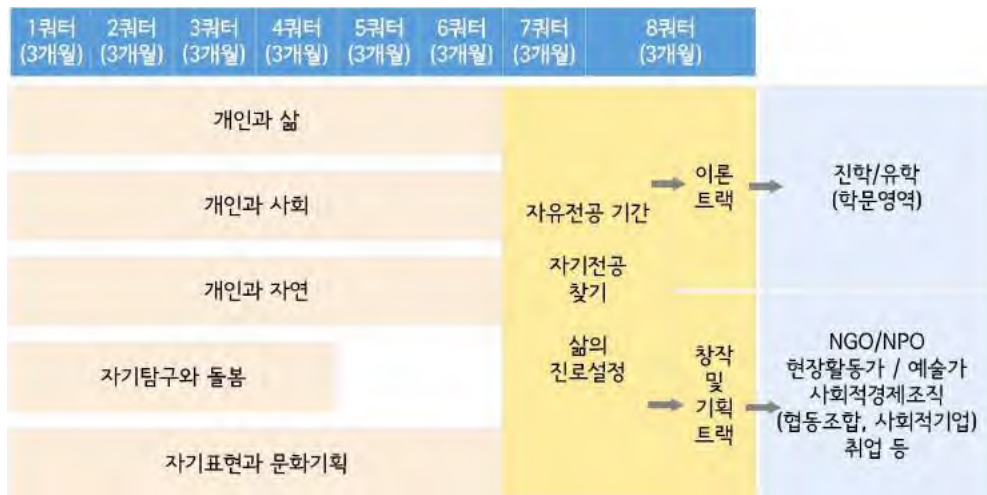 1쿼터 2쿼터 3쿼터 4쿼터 5쿼터 6쿼터 7쿼터 8쿼터
(3개월) (3개월) (3개월) (3개월) (3개월) (3개월) (3개월) (3개월)
개인과 삶
개인과 사회
개인과 자연
자기탐구와 돌봄
자기표현과 문화기획
자유전공 기간
자기전공
찾기
삶의
진로설정
이론
트랙
진학/유학
(학문영역)
창작
및
기획
트랙
NGO/NPO
현장활동가 / 예술가
사회적경제조직
(협동조합, 사회적기업)
취업 등